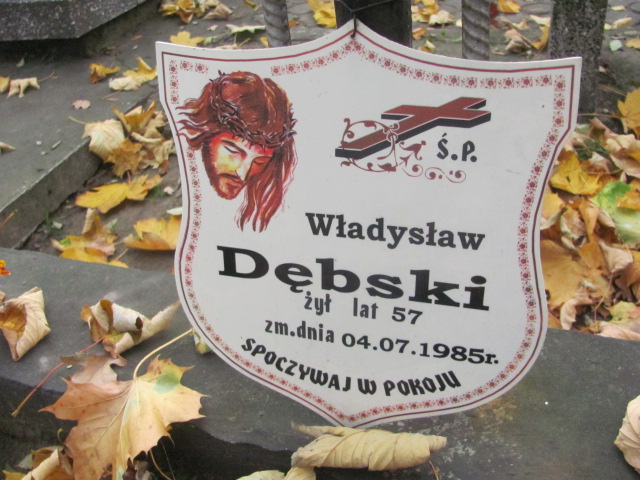 Ś.P.
Władysław
Dębski
żył lat 57
zm.dnia 04.07.1985r.
SPOCZYWAJ W POKOJU